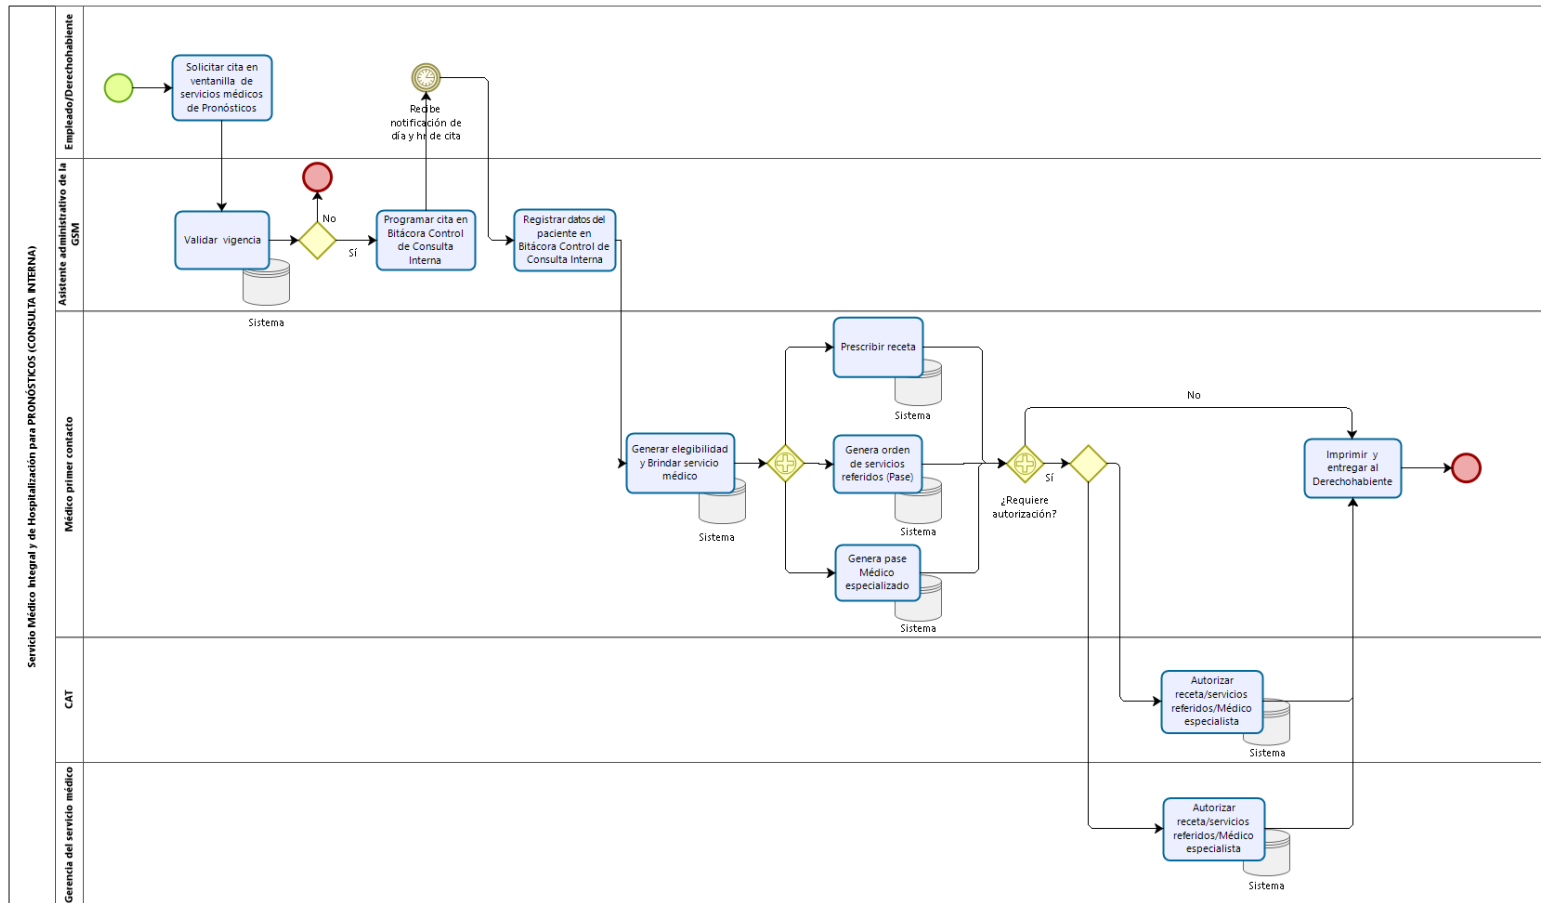 Servicio Médico Integral y de Hospitalización para PRONÓSTICOS (CONSULTA INTERNA)
Empleado/Derechohabiente
Solicitar cita en
ventanilla de
servicios médicos
de Pronósticos
Recibe
notificación de
día y hr de cita
Asistente administrativo de la
GSM
Validar vigencia
Sistema
No
Sí
Programar cita en
Bitácora Control
de Consulta
Interna
Registrar datos del
paciente en
Bitácora Control de
Consulta Interna
Médico primer contacto
Generar elegibilidad
y Brindar servicio
médico
Sistema
Prescribir receta
Sistema
Genera orden
de servicios
referidos (Pase)
Sistema
Genera pase
Médico
especializado
Sistema
¿Requiere
autorización?
Sí
No
Imprimir y
entregar al
Derechohabiente
CAT
Autorizar
receta/servicios
referidos/Médico
especialista
Sistema
Gerencia del servicio médico
Autorizar
receta/servicios
referidos/Médico
especialista
Sistema